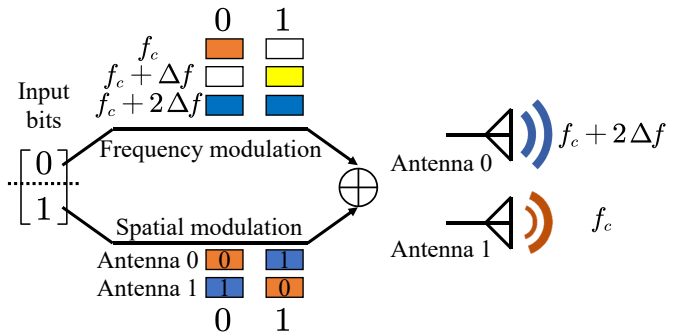 0 1
f_c
f_c + Δf
f_c + 2Δf
Input
bits
0
1
Frequency modulation
Spatial modulation
Antenna 0 0 1
Antenna 1 1 0
0 1
f_c + 2Δf
Antenna 0
f_c
Antenna 1